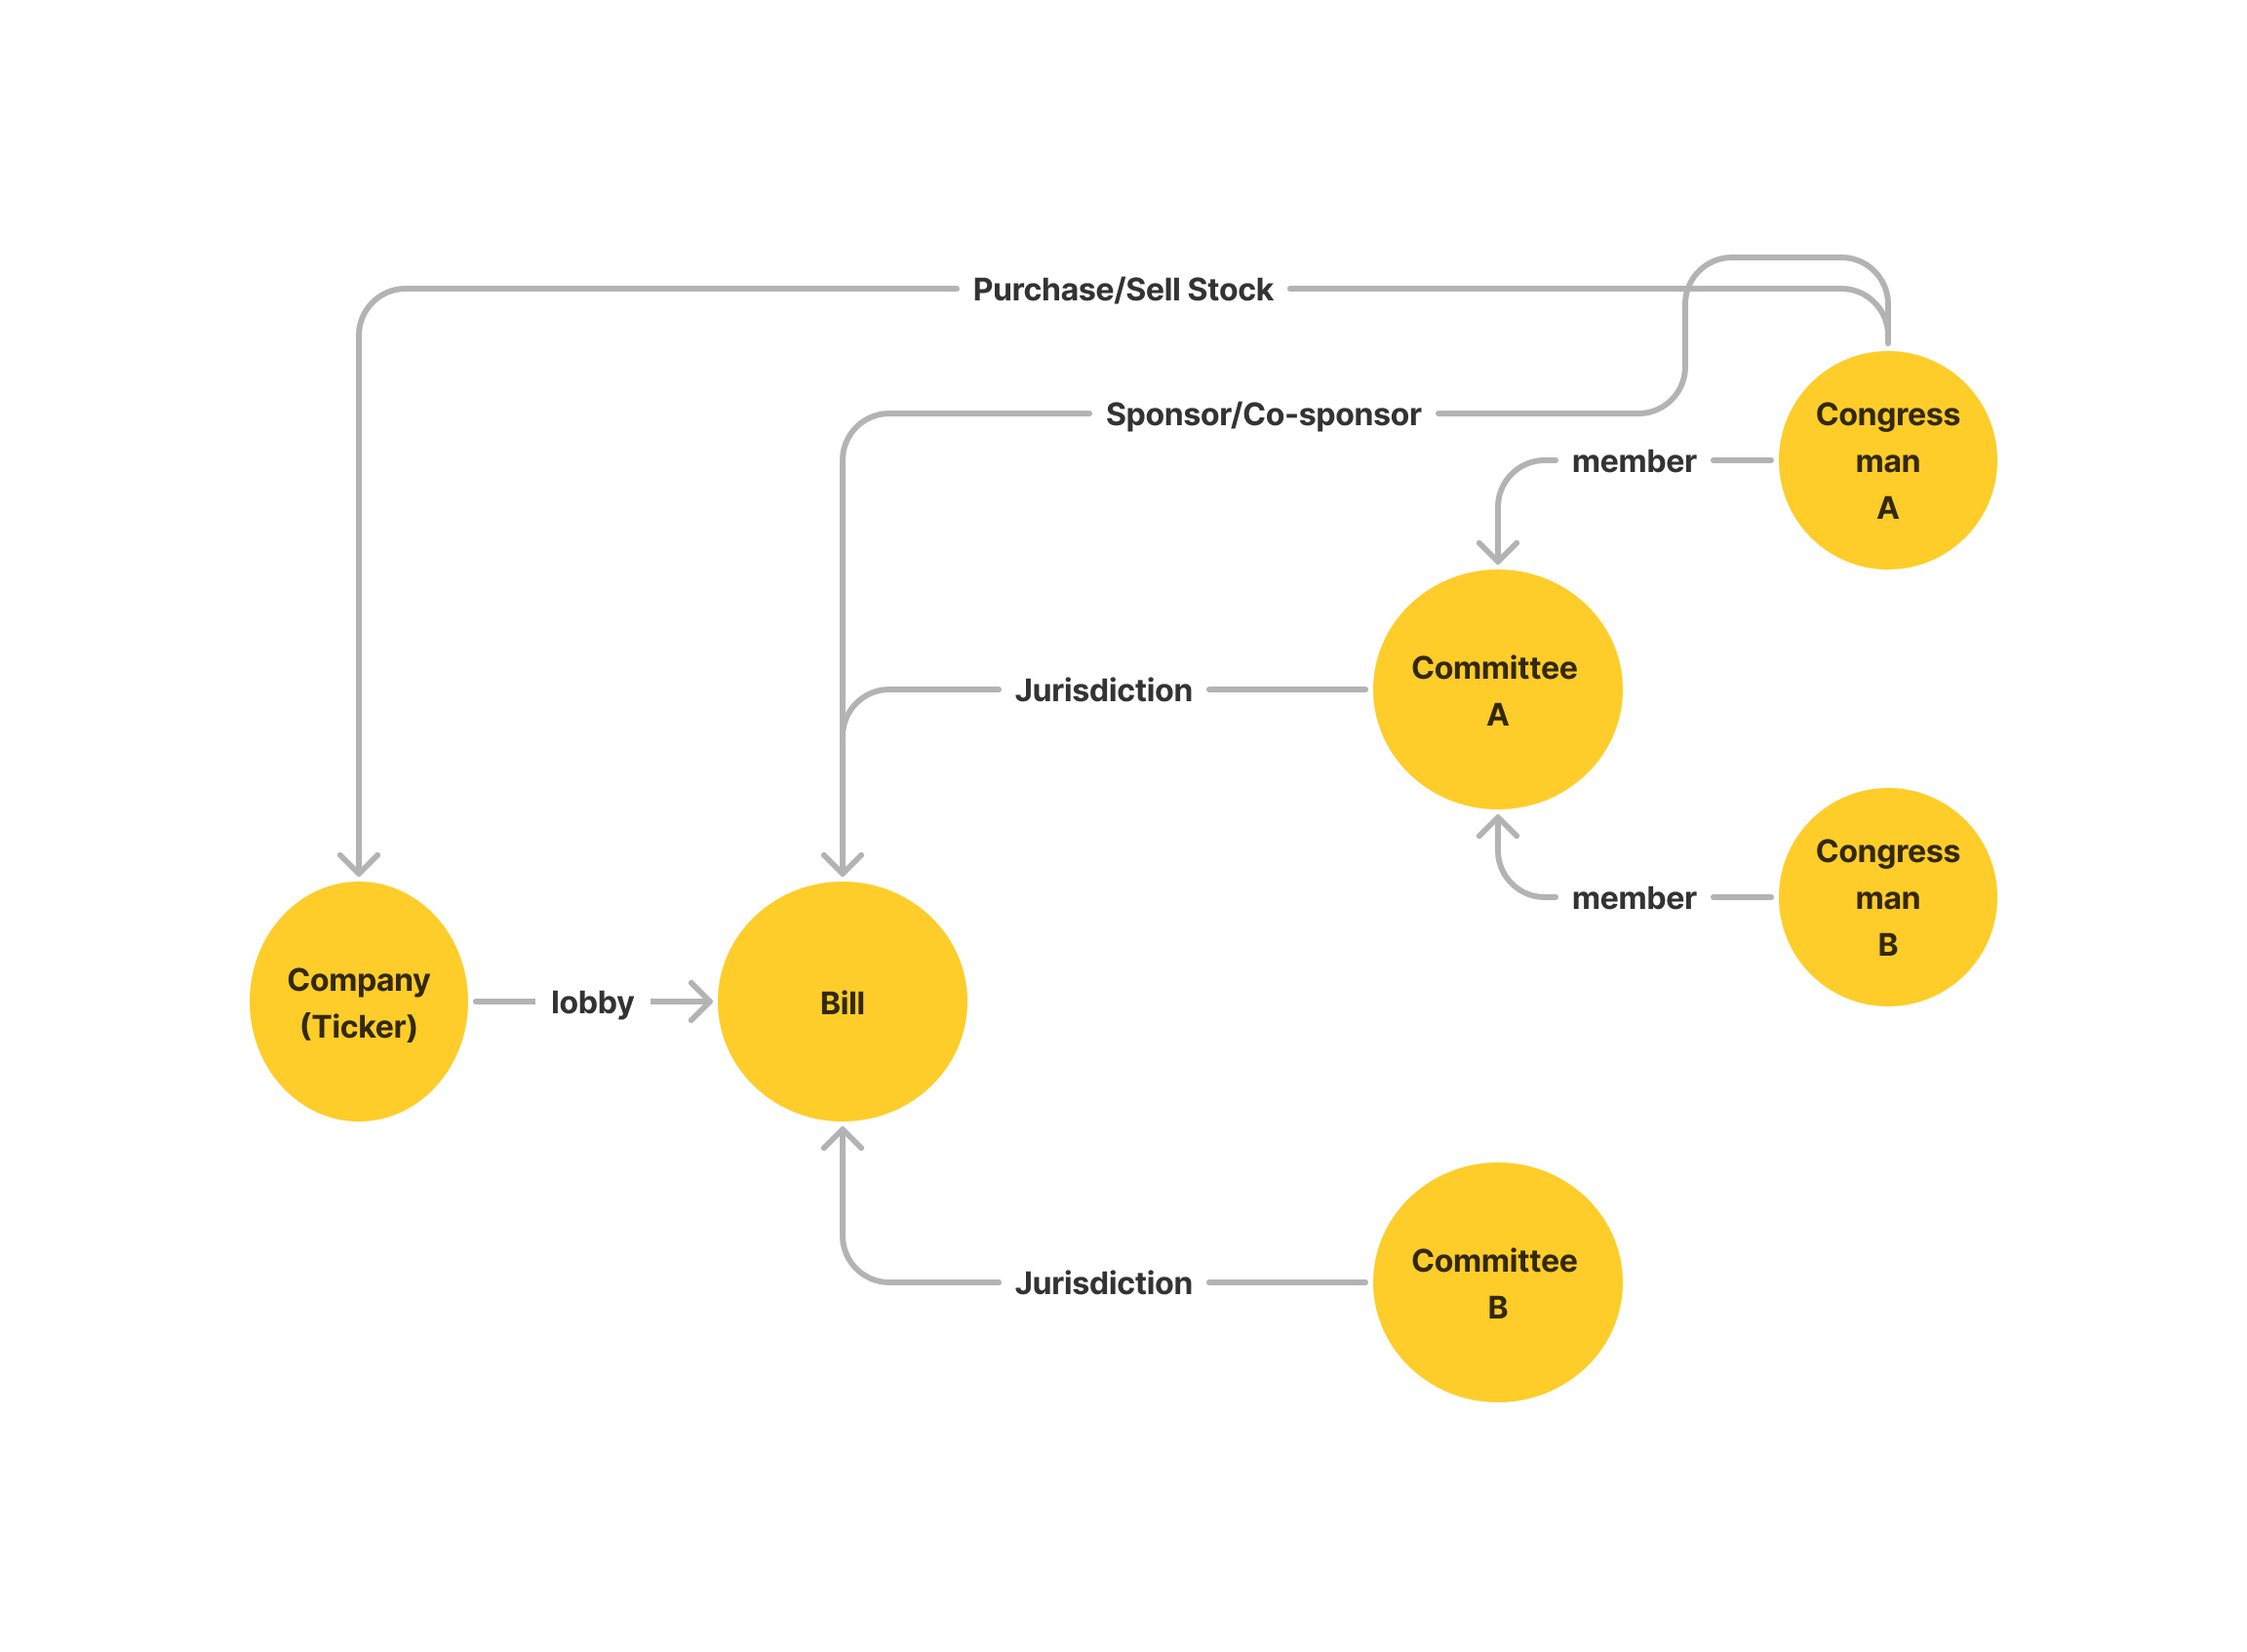 Purchase/Sell Stock
Sponsor/Co-sponsor
Congress
man
A
member
Committee
A
Jurisdiction
Congress
man
B
member
Company
(Ticker)
lobby
Bill
Committee
B
Jurisdiction